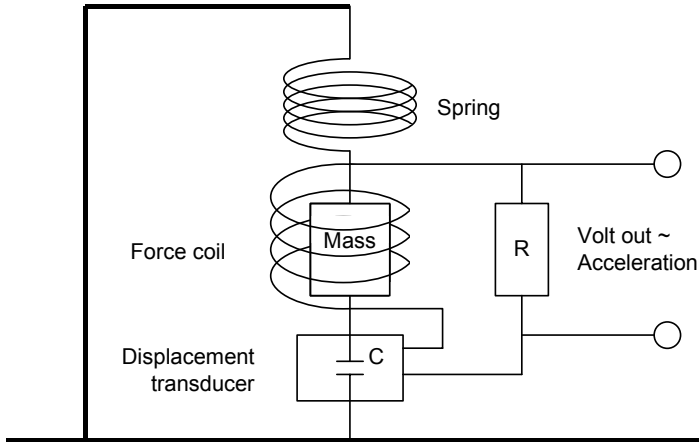 Spring
Force coil
Mass
R
Volt out ~
Acceleration
Displacement
transducer
C